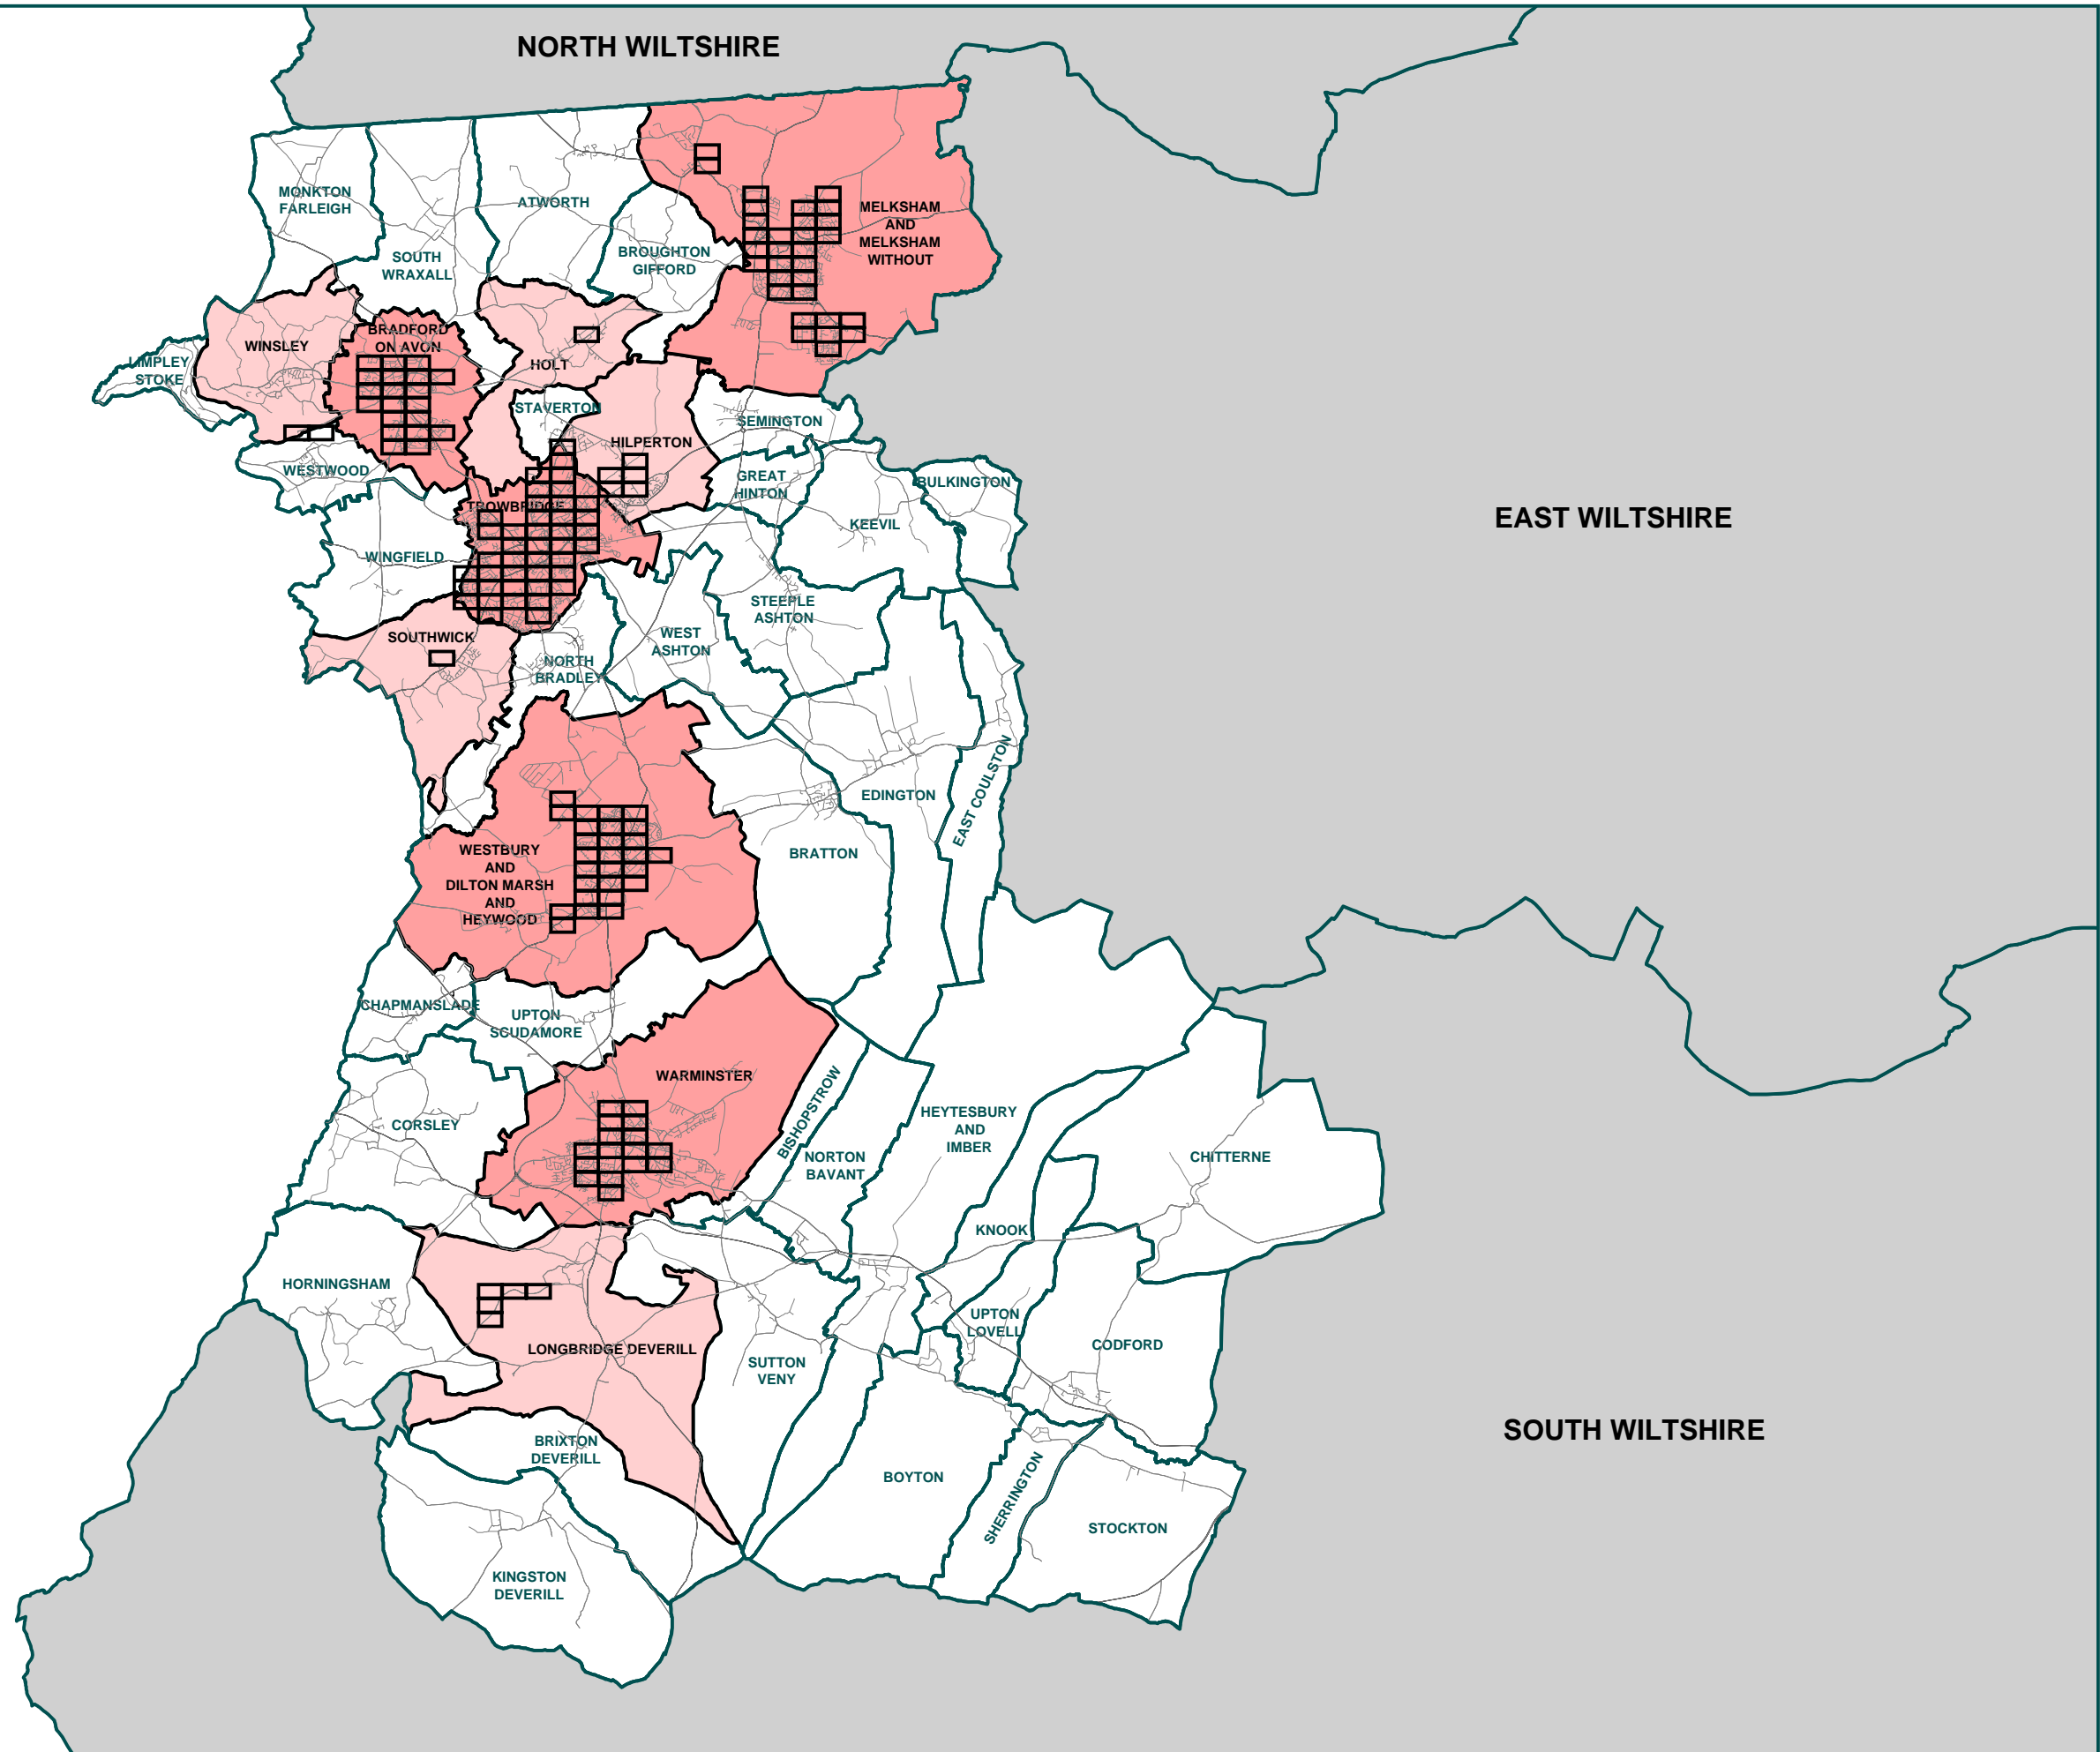 NORTH WILTSHIRE
MONKTON
FARLEIGH
ATWORTH
MELKSHAM
AND
MELKSHAM
WITHOUT
SOUTH
WRAXALL
BROUGHTON
GIFFORD
BRADFORD
ON AVON
WINSLEY
LIMPLEY
STOKE
HOLT
STAVERTON
SEMINGTON
HILPERTON
WESTWOOD
GREAT
HINTON
BULKINGTON
TROWBRIDGE
KEEVIL
EAST WILTSHIRE
WINGFIELD
STEEPLE
ASHTON
SOUTHWICK
WEST
ASHTON
NORTH
BRADLEY
EDINGTON
EAST COULSTON
WESTBURY
AND
DILTON MARSH
AND
HEYWOOD
BRATTON
CHAPMANSLADE
UPTON
SCUDAMORE
WARMINSTER
BISHOPSTROW
CORSLEY
HEYTESBURY
AND
IMBER
NORTON
BAVANT
CHITTERNE
KNOOK
HORNINGSHAM
UPTON
LOVELL
LONGBRIDGE DEVERILL
CODFORD
SUTTON
VENY
SOUTH WILTSHIRE
BRIXTON
DEVERILL
BOYTON
SHERRINGTON
STOCKTON
KINGSTON
DEVERILL